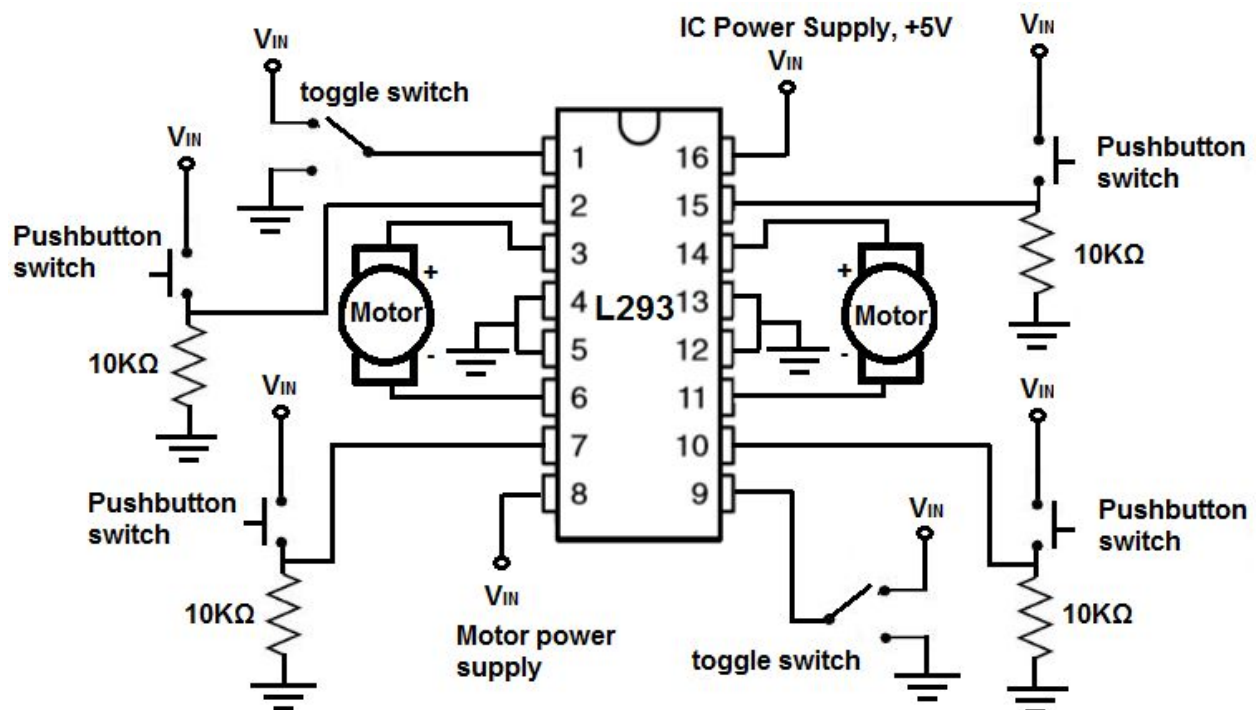 IC Power Supply, +5V
VIN
VIN
VIN
toggle switch
VIN
Pushbutton
switch
Pushbutton
switch
10KΩ
10KΩ
VIN
Pushbutton
switch
10KΩ
+
Motor
-
1
2
3
4
5
6
7
8
L293
16
15
14
13
12
11
10
9
+
Motor
-
VIN
Motor power
supply
VIN
toggle switch
VIN
Pushbutton
switch
10KΩ